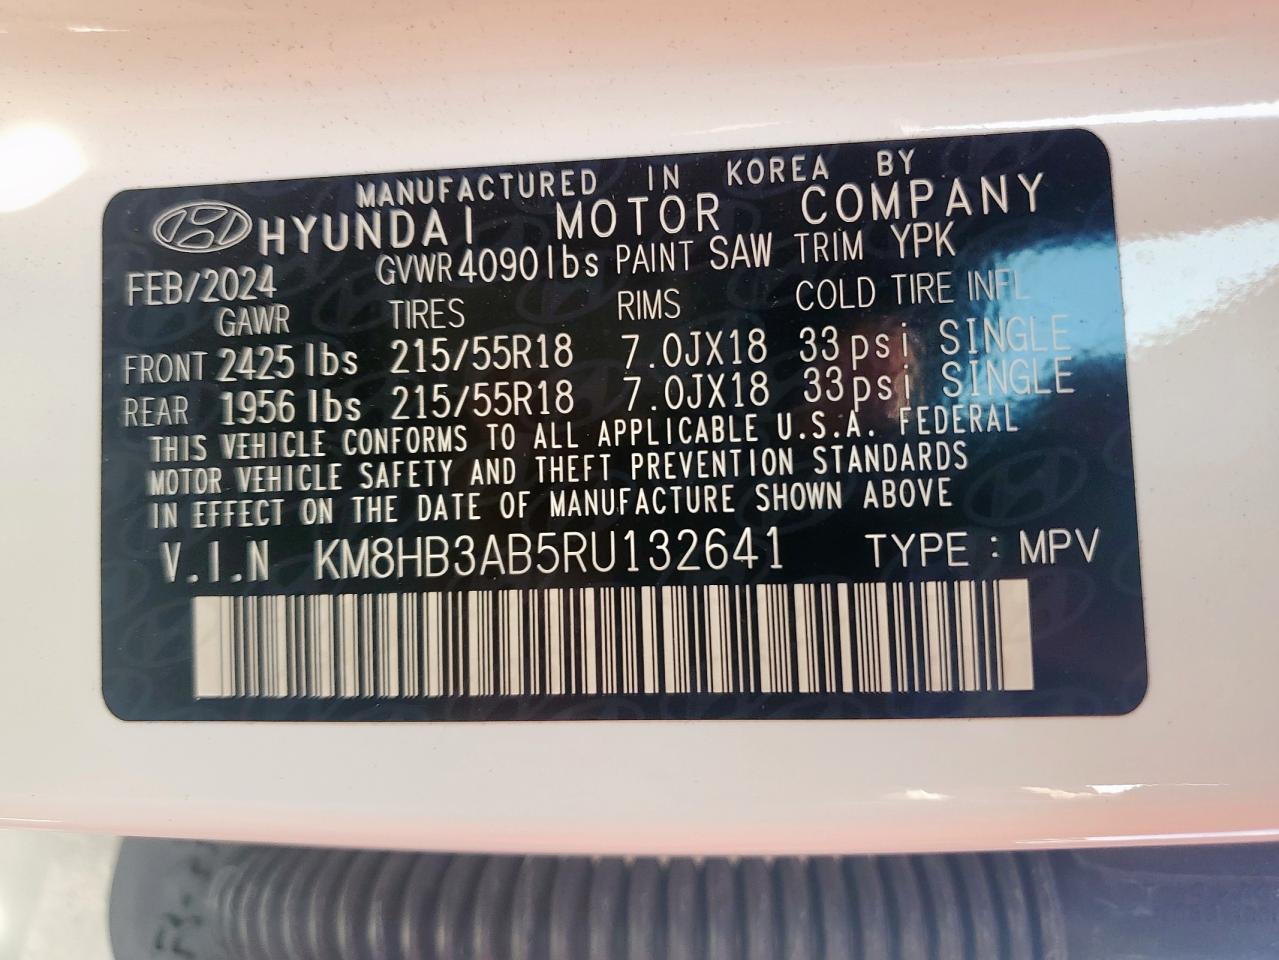 MANUFACTURED IN KOREA BY
HYUNDAI MOTOR COMPANY
FEB/2024 GVWR 4090 lbs PAINT SAW TRIM YPK
GAWR TIRES RIMS COLD TIRE INFL
FRONT 2425 lbs 215/55R18 7.0JX18 33 psi SINGLE
REAR 1956 lbs 215/55R18 7.0JX18 33psi SINGLE
THIS VEHICLE CONFORMS TO ALL APPLICABLE U.S.A. FEDERAL
MOTOR VEHICLE SAFETY AND THEFT PREVENTION STANDARDS
IN EFFECT ON THE DATE OF MANUFACTURE SHOWN ABOVE
V.I.N KM8HB3AB5RU132641 TYPE : MPV